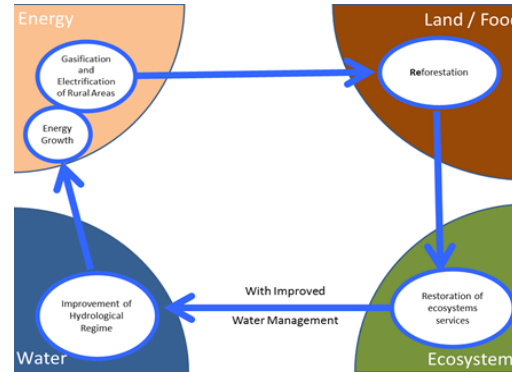 Energy
Gasification
and
Electrification
of Rural Areas
Energy
Growth
Land / Food
Reforestation
With Improved
Water Management
Improvement of
Hydrological
Regime
Water
Restoration of
ecosystems
services
Ecosystem